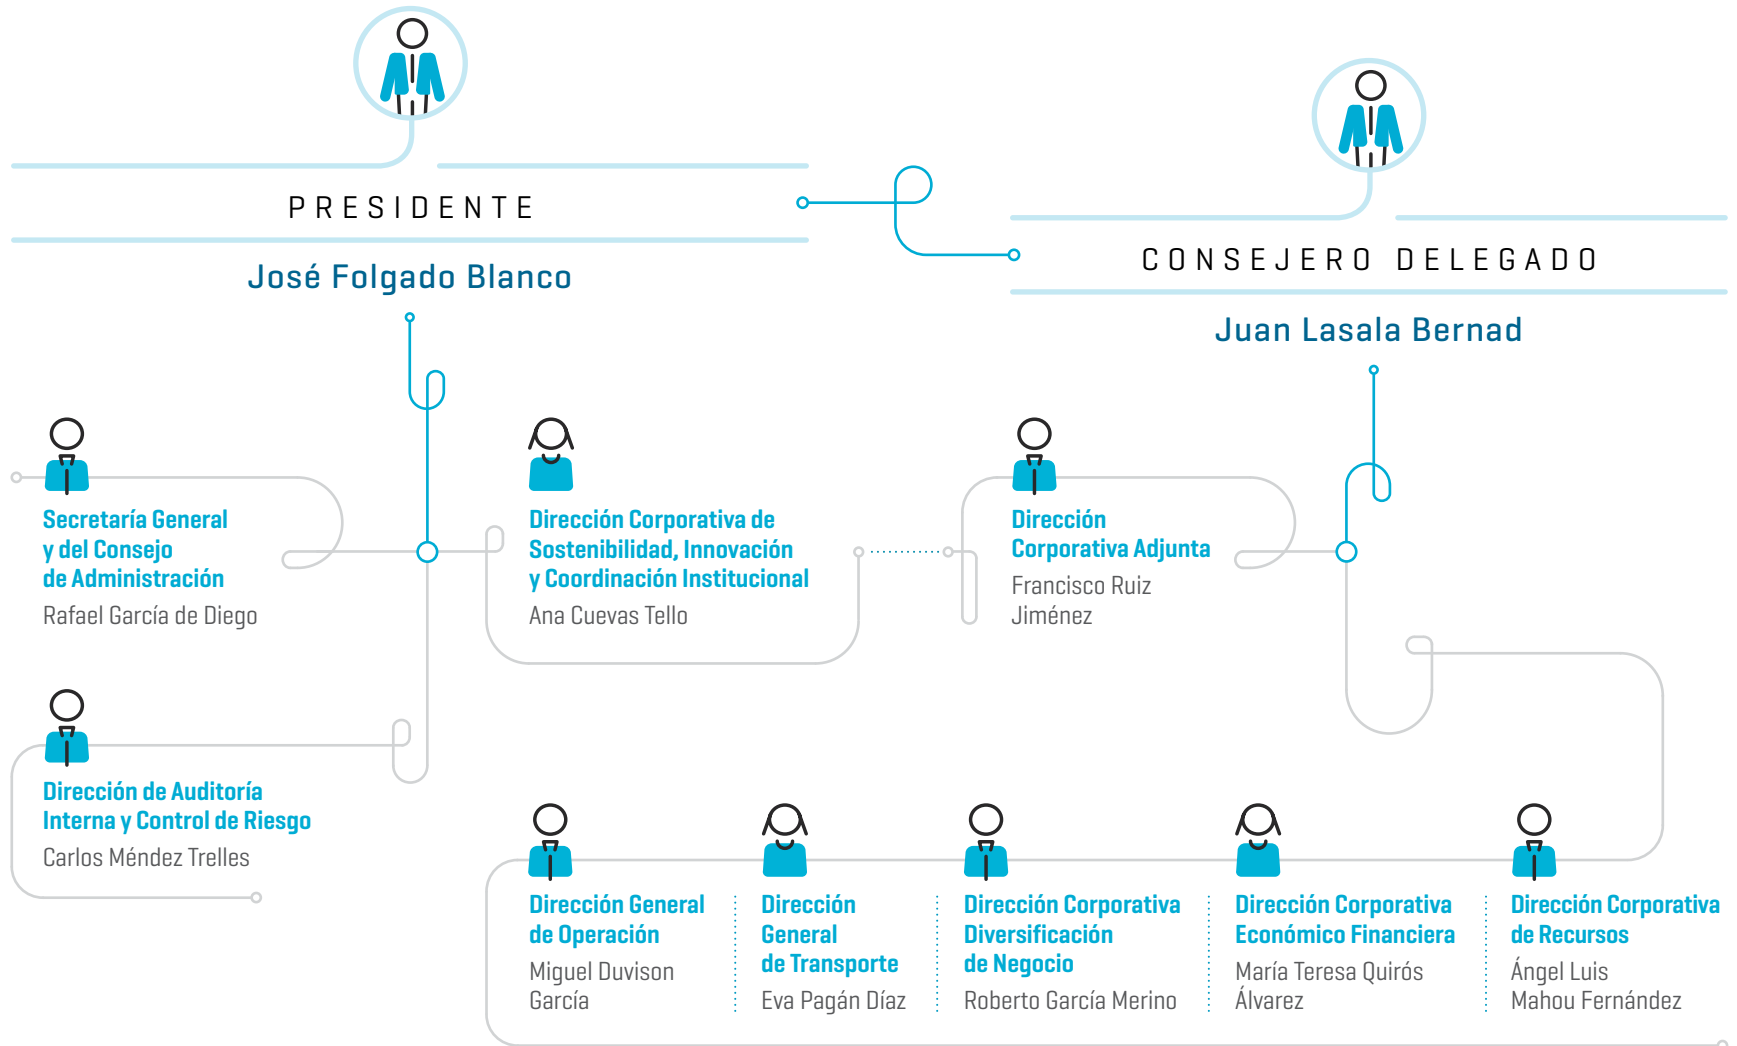 PRESIDENTE
José Folgado Blanco
CONSEJERO DELEGADO
Juan Lasala Bernad
Secretaría General
y del Consejo
de Administración
Rafael García de Diego
Dirección Corporativa de
Sostenibilidad, Innovación
y Coordinación Institucional
Ana Cuevas Tello
Dirección
Corporativa Adjunta
Francisco Ruiz
Jiménez
Dirección de Auditoría
Interna y Control de Riesgo
Carlos Méndez Trelles
Dirección General
de Operación
Miguel Duvison
García
Dirección
General
de Transporte
Eva Pagán Díaz
Dirección Corporativa
Diversificación
de Negocio
Roberto García Merino
Dirección Corporativa
Económico Financiera
María Teresa Quirós
Álvarez
Dirección Corporativa
de Recursos
Ángel Luis
Mahou Fernández